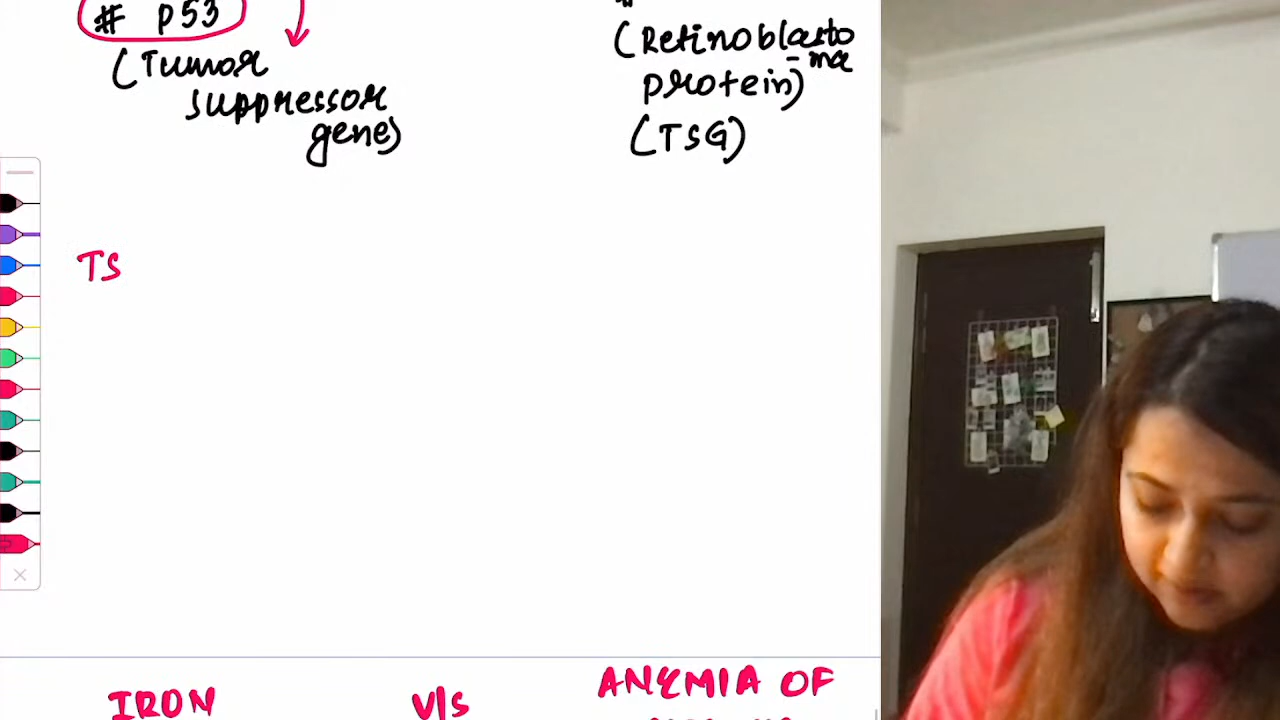 # p53
(Tumor
suppressor
gene)
(Retinoblasto
-ma
protein)
(TSG)
TS
IRON V/S ANEMIA OF